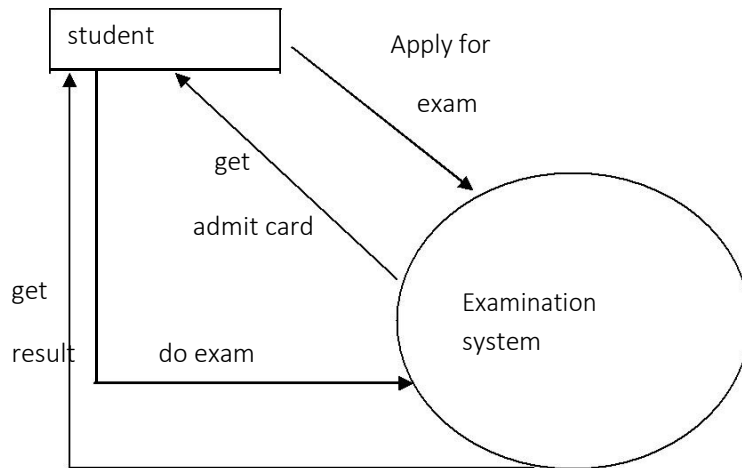 student
Apply for
exam
get
admit card
Examination
system
get
result
do exam